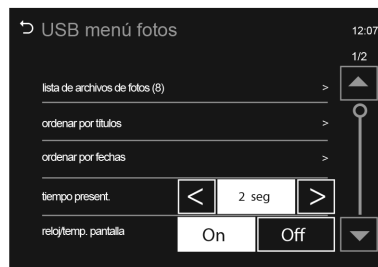 USB menú fotos
12:07
1/2
lista de archivos de fotos (8) >
ordenar por títulos >
ordenar por fechas >
tiempo present. < 2 seg >
reloj/temp. pantalla On Off